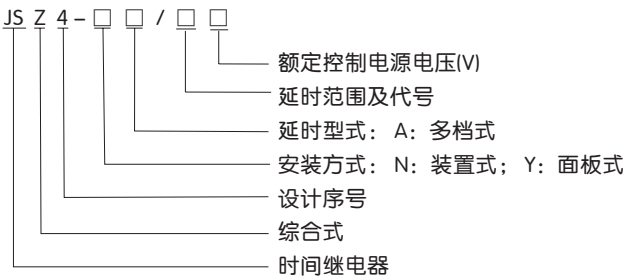 JS Z 4 – □ □ / □ □
额定控制电源电压(V)
延时范围及代号
延时型式： A：多档式
安装方式： N：装置式； Y：面板式
设计序号
综合式
时间继电器